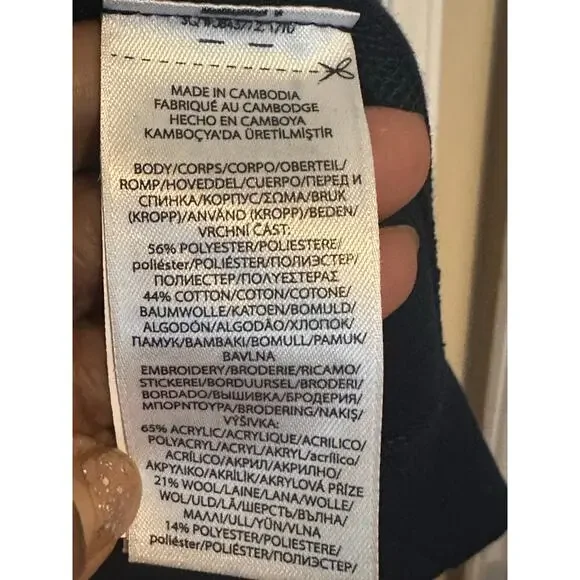 MADE IN CAMBODIA
FABRIQUÉ AU CAMBODGE
HECHO EN CAMBOYA
KAMBOÇYA'DA ÜRETİLMİŞTİR
BODY/CORPS/CORPO/OBERTEIL/
ROMP/HOVEDDEL/CUERPO/ПЕРЕД И
СПИНКА/КОРПУС/ΣΩΜΑ/BRUK
(KROPP)/ANVÄND (KROPP)/BEDEN/
VRCHNÍ ČÁST:
56% POLYESTER/POLIESTERE/
poliéster/POLIÉSTER/ПОЛИЭСТЕР/
ПОЛИЕСТЕР/ΠΟΛΥΕΣΤΕΡΑΣ
44% COTTON/COTON/COTONE/
BAUMWOLLE/KATOEN/BOMULD/
ALGODÓN/ALGODÃO/ХЛОПОК/
ПАМУК/ΒΑΜΒΑΚΙ/BOMULL/PAMUK/
BAVLNA
EMBROIDERY/BRODERIE/RICAMO/
STICKEREI/BORDUURSEL/BRODERI/
BORDADO/ВЫШИВКА/БРОДЕРИЯ/
ΜΠΟΡΝΤΟΥΡΑ/BRODERING/NAKIŞ/
VÝŠIVKA:
65% ACRYLIC/ACRYLIQUE/ACRILICO/
POLYACRYL/ACRYL/AKRYL/acrílico/
ACRÍLICO/АКРИЛ/АКРИЛНО/
ΑΚΡΥΛΙΚΟ/AKRİLİK/AKRYLOVÁ PŘÍZE
21% WOOL/LAINE/LANA/WOLLE/
WOL/ULD/LÃ/ШЕРСТЬ/ВЪЛНА/
ΜΑΛΛΙ/ULL/YÜN/VLNA
14% POLYESTER/POLIESTERE/
poliéster/POLIÉSTER/ПОЛИЭСТЕР/